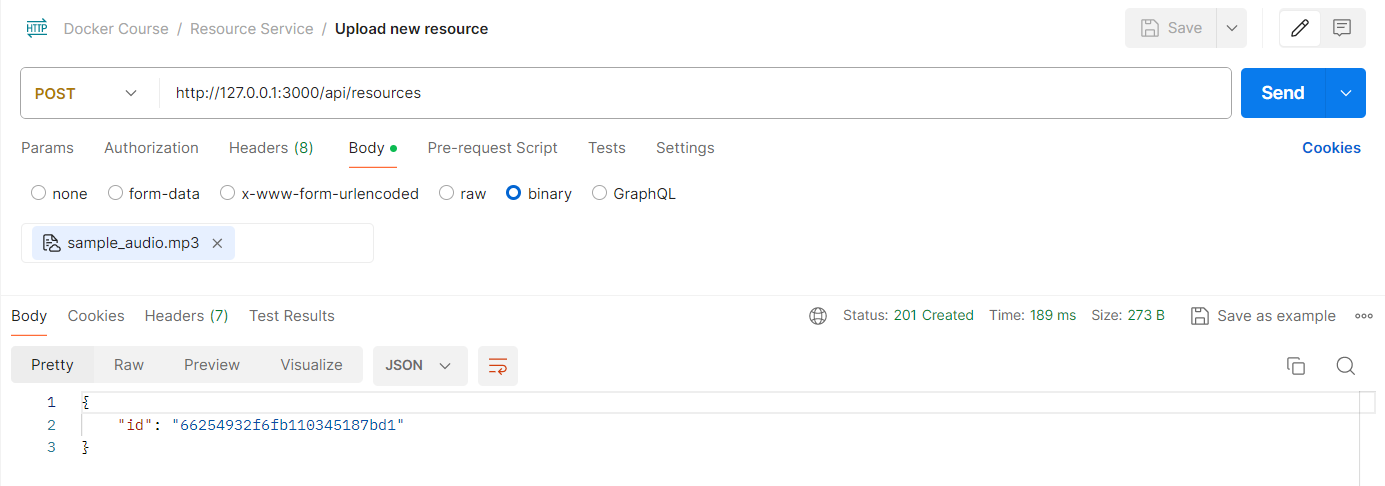 HTTP Docker Course / Resource Service / Upload new resource Save
POST http://127.0.0.1:3000/api/resources Send
Params Authorization Headers (8) Body Pre-request Script Tests Settings Cookies
none form-data x-www-form-urlencoded raw binary GraphQL
sample_audio.mp3
Body Cookies Headers (7) Test Results Status: 201 Created Time: 189 ms Size: 273 B Save as example
Pretty Raw Preview Visualize JSON
1 {
2 "id": "66254932f6fb110345187bd1"
3 }